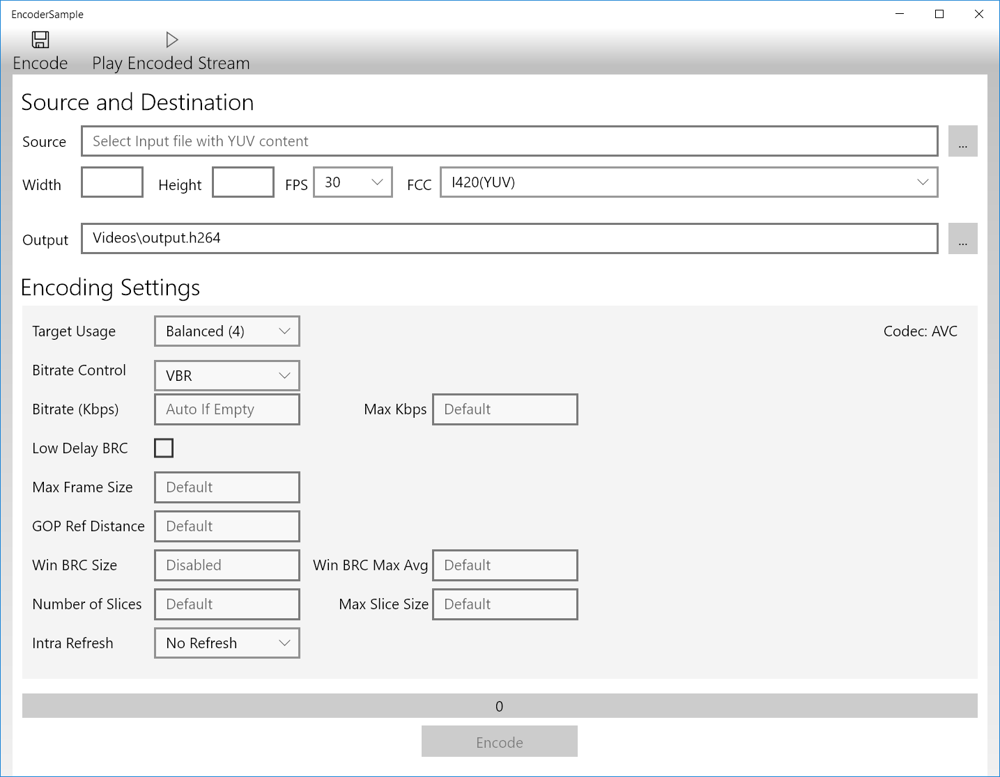 EncoderSample
Encode Play Encoded Stream
Source and Destination
Source Select Input file with YUV content ...
Width Height FPS 30 FCC I420(YUV)
Output Videos\output.h264 ...
Encoding Settings
Target Usage Balanced (4) Codec: AVC
Bitrate Control VBR
Bitrate (Kbps) Auto If Empty Max Kbps Default
Low Delay BRC
Max Frame Size Default
GOP Ref Distance Default
Win BRC Size Disabled Win BRC Max Avg Default
Number of Slices Default Max Slice Size Default
Intra Refresh No Refresh
0
Encode